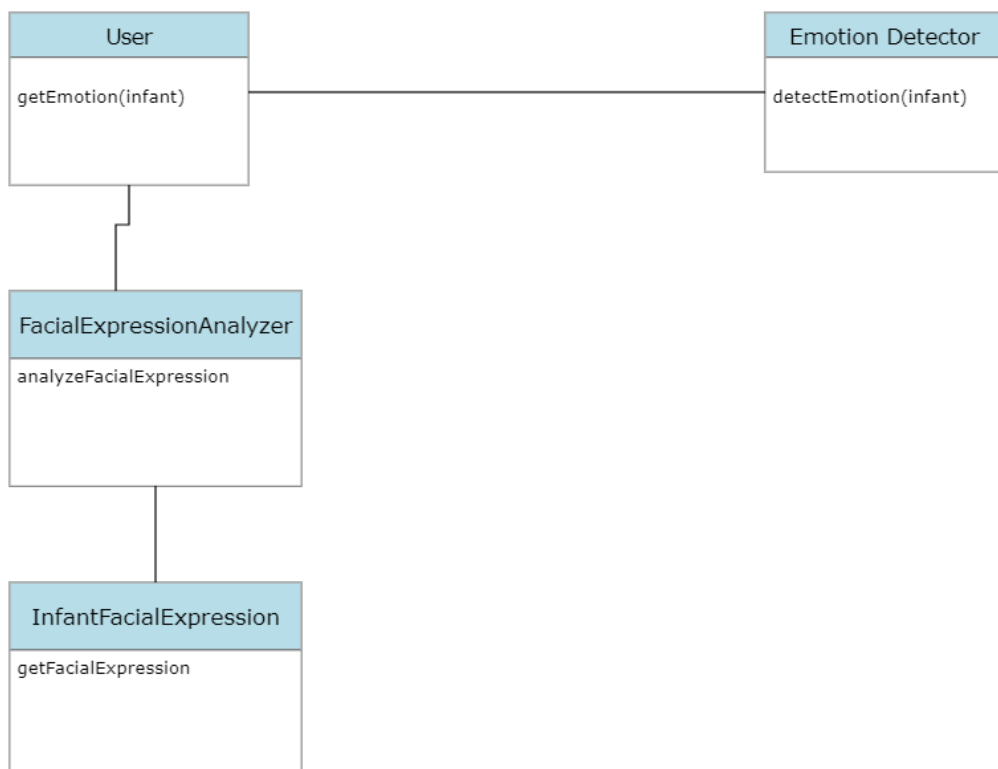 User
getEmotion(infant)
Emotion Detector
detectEmotion(infant)
FacialExpressionAnalyzer
analyzeFacialExpression
InfantFacialExpression
getFacialExpression